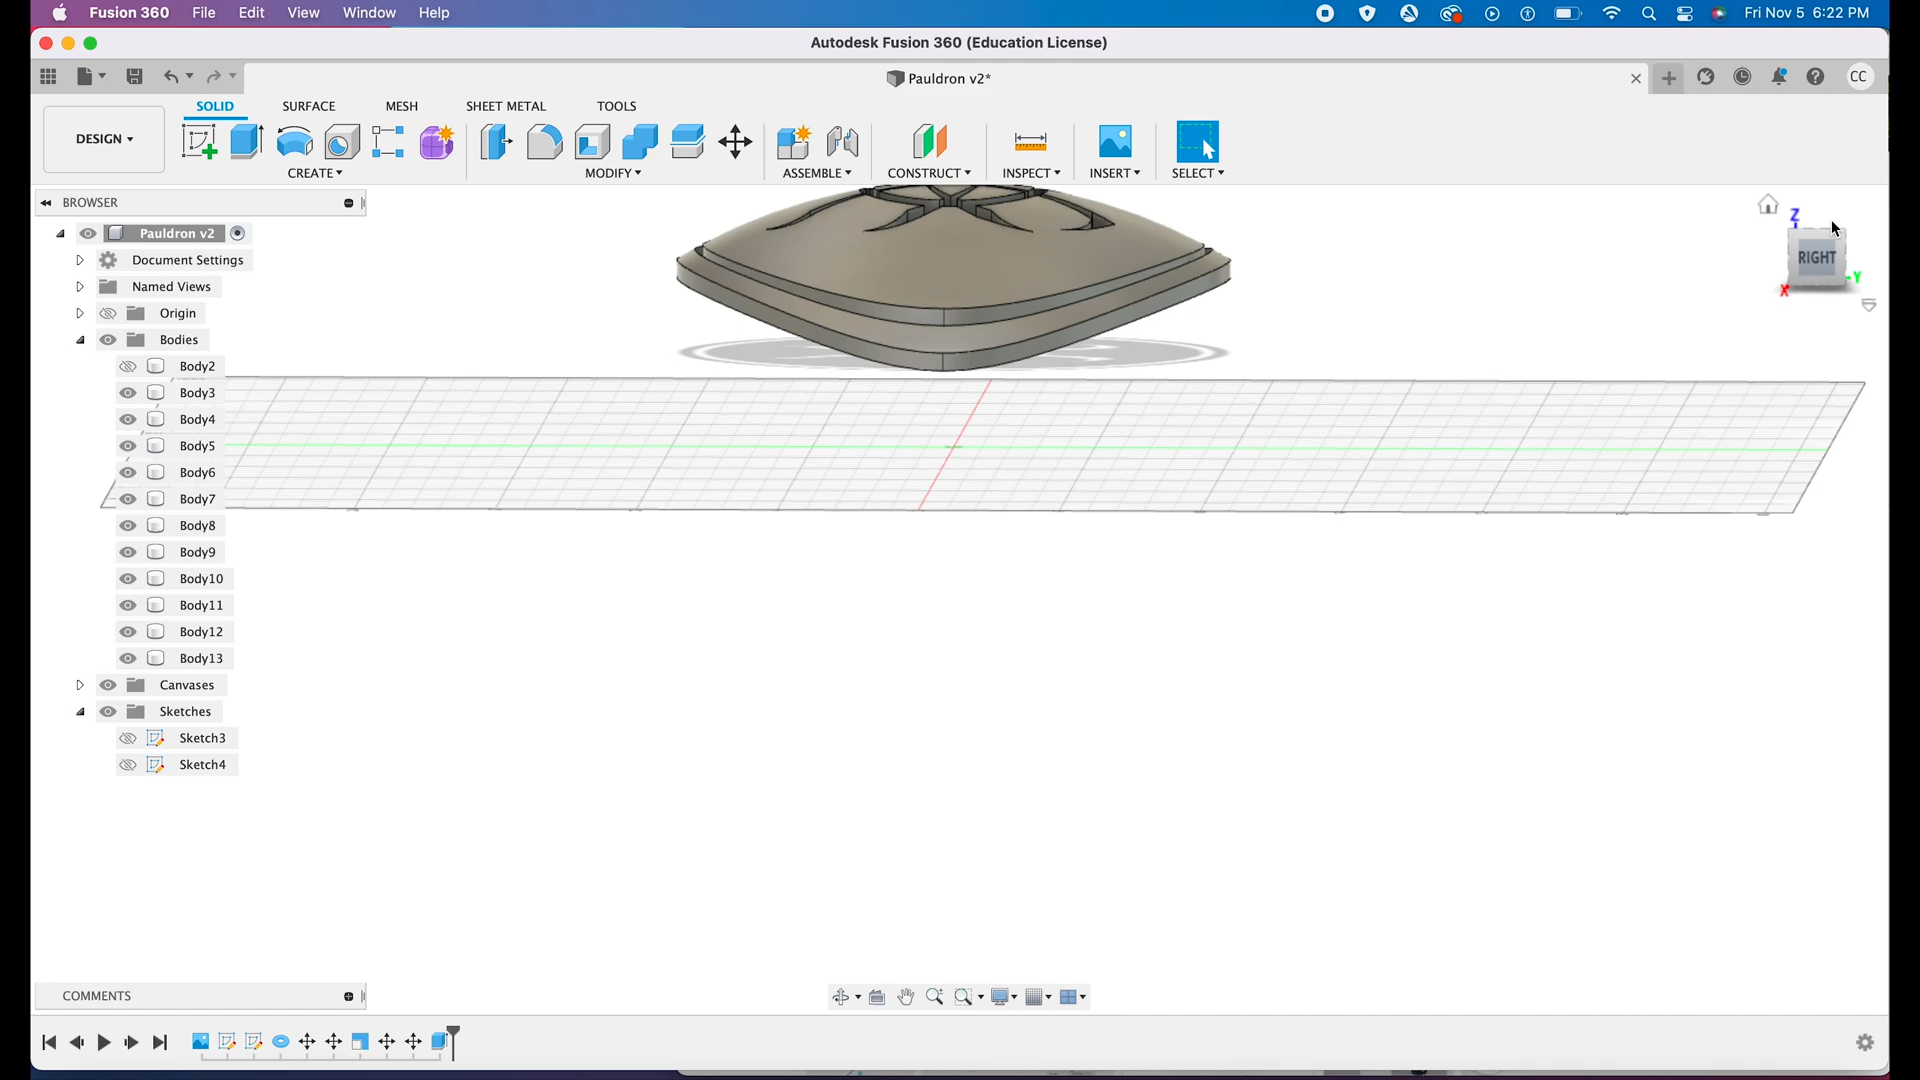 Fusion 360 File Edit View Window Help Fri Nov 5 6:22 PM
Autodesk Fusion 360 (Education License)
Pauldron v2* CC
SOLID SURFACE MESH SHEET METAL TOOLS
DESIGN
CREATE MODIFY ASSEMBLE CONSTRUCT INSPECT INSERT SELECT
BROWSER
Z
Pauldron v2
Document Settings
RIGHT
Y
Named Views
X
Origin
Bodies
Body2
Body3
Body4
Body5
Body6
Body7
Body8
Body9
Body10
Body11
Body12
Body13
Canvases
Sketches
Sketch3
Sketch4
COMMENTS